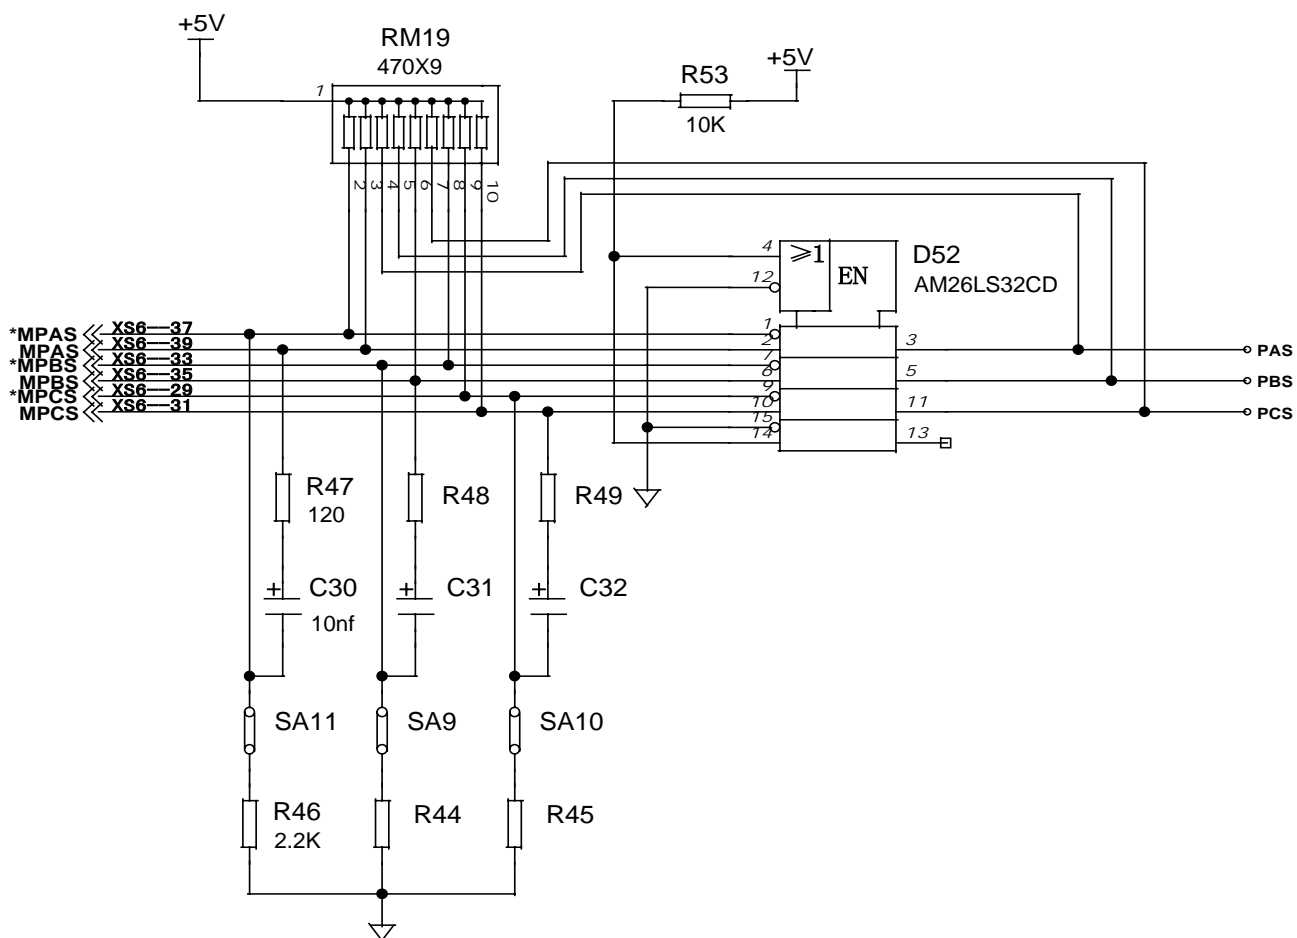 +5V
RM19
470X9
1
2
3
4
5
6
7
8
9
10
R53
10K
+5V
4
12
≥1
EN
D52
AM26LS32CD
*MPAS XS6--37
MPAS XS6--39
*MPBS XS6--33
MPBS XS6--35
*MPCS XS6--29
MPCS XS6--31
1
2
7
6
9
10
15
14
3
5
11
13
PAS
PBS
PCS
R47
120
R48
R49
+ C30
10nf
+ C31
+ C32
SA11
SA9
SA10
R46
2.2K
R44
R45